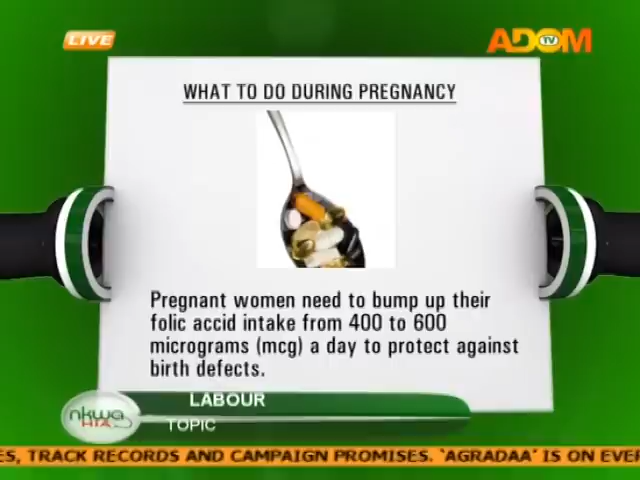 LIVE
ADOM TV
WHAT TO DO DURING PREGNANCY
Pregnant women need to bump up their
folic accid intake from 400 to 600
micrograms (mcg) a day to protect against
birth defects.
LABOUR
nkwa
HIA
TOPIC
ES, TRACK RECORDS AND CAMPAIGN PROMISES. 'AGRADAA' IS ON EVER